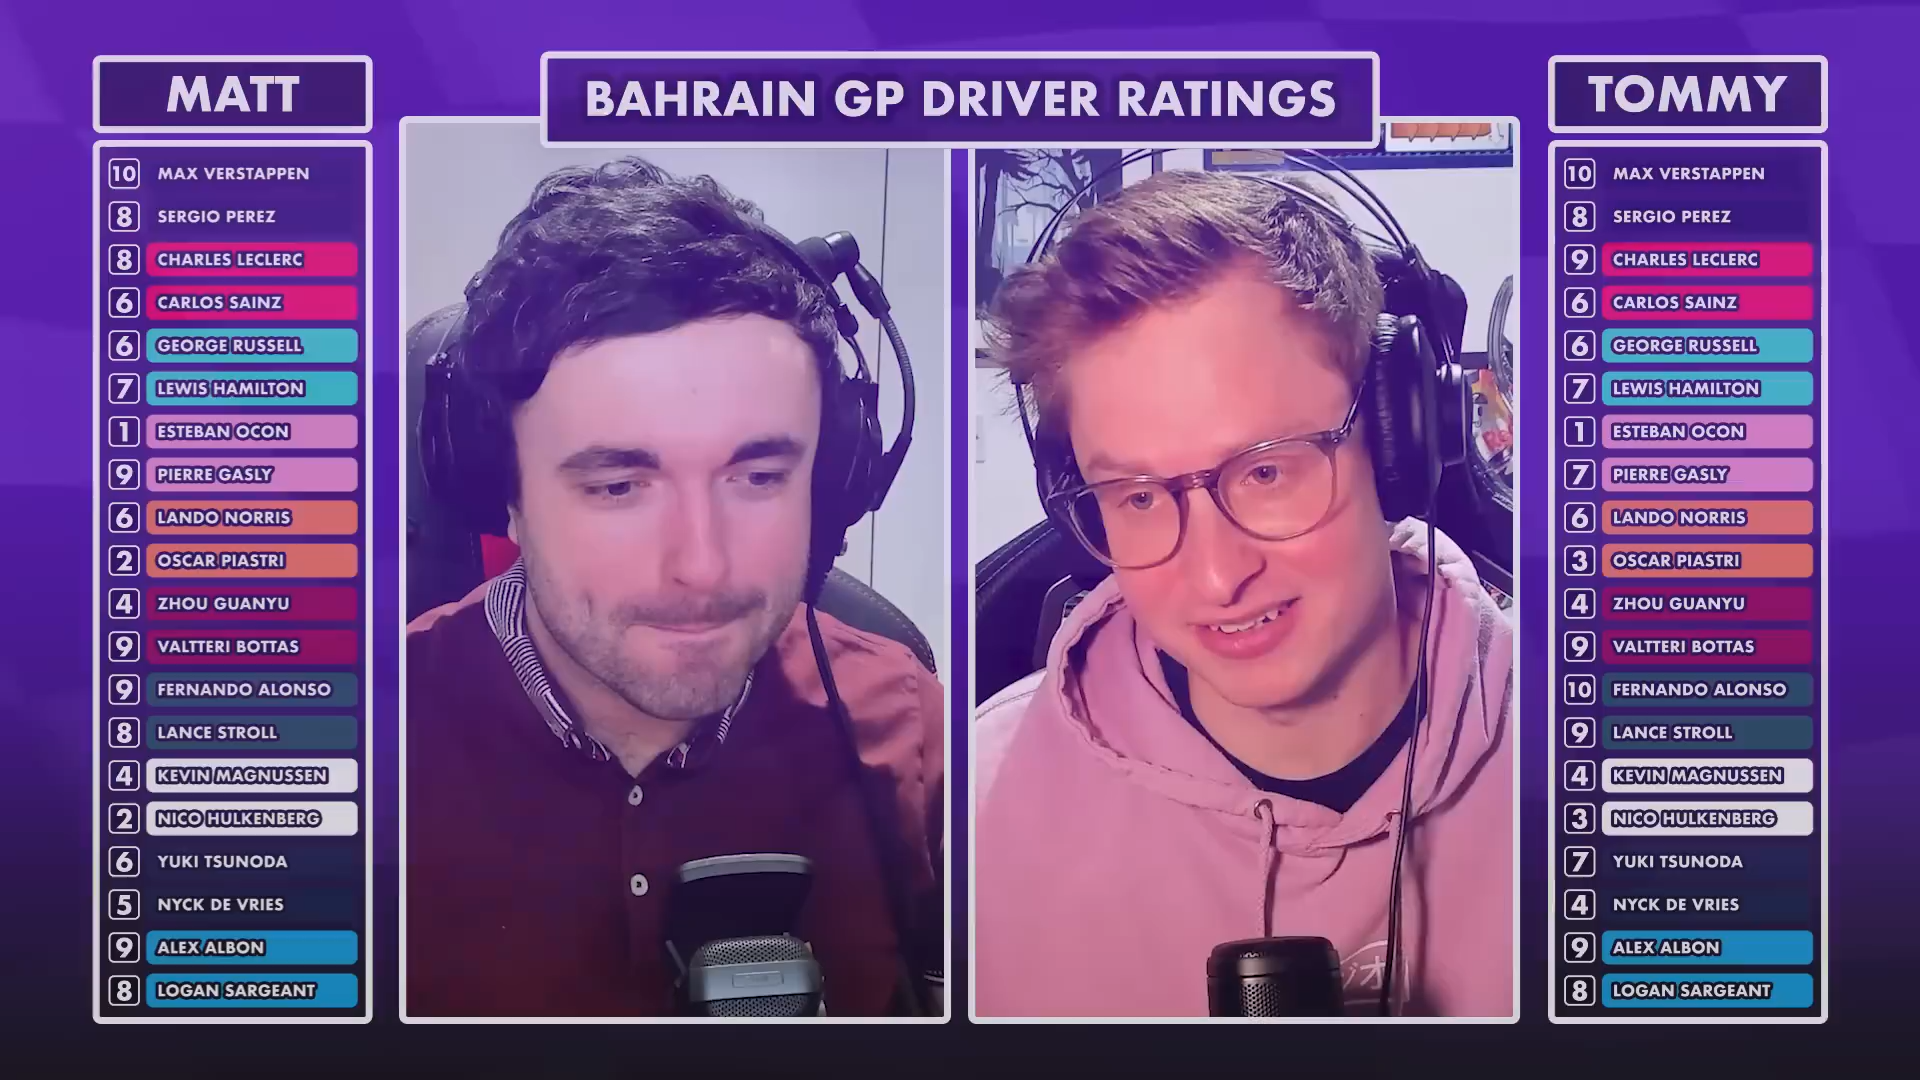 MATT
BAHRAIN GP DRIVER RATINGS
TOMMY
10 MAX VERSTAPPEN
8 SERGIO PEREZ
8 CHARLES LECLERC
6 CARLOS SAINZ
6 GEORGE RUSSELL
7 LEWIS HAMILTON
1 ESTEBAN OCON
9 PIERRE GASLY
6 LANDO NORRIS
2 OSCAR PIASTRI
4 ZHOU GUANYU
9 VALTTERI BOTTAS
9 FERNANDO ALONSO
8 LANCE STROLL
4 KEVIN MAGNUSSEN
2 NICO HULKENBERG
6 YUKI TSUNODA
5 NYCK DE VRIES
9 ALEX ALBON
8 LOGAN SARGEANT
10 MAX VERSTAPPEN
8 SERGIO PEREZ
9 CHARLES LECLERC
6 CARLOS SAINZ
6 GEORGE RUSSELL
7 LEWIS HAMILTON
1 ESTEBAN OCON
7 PIERRE GASLY
6 LANDO NORRIS
3 OSCAR PIASTRI
4 ZHOU GUANYU
9 VALTTERI BOTTAS
10 FERNANDO ALONSO
9 LANCE STROLL
4 KEVIN MAGNUSSEN
3 NICO HULKENBERG
7 YUKI TSUNODA
4 NYCK DE VRIES
9 ALEX ALBON
8 LOGAN SARGEANT